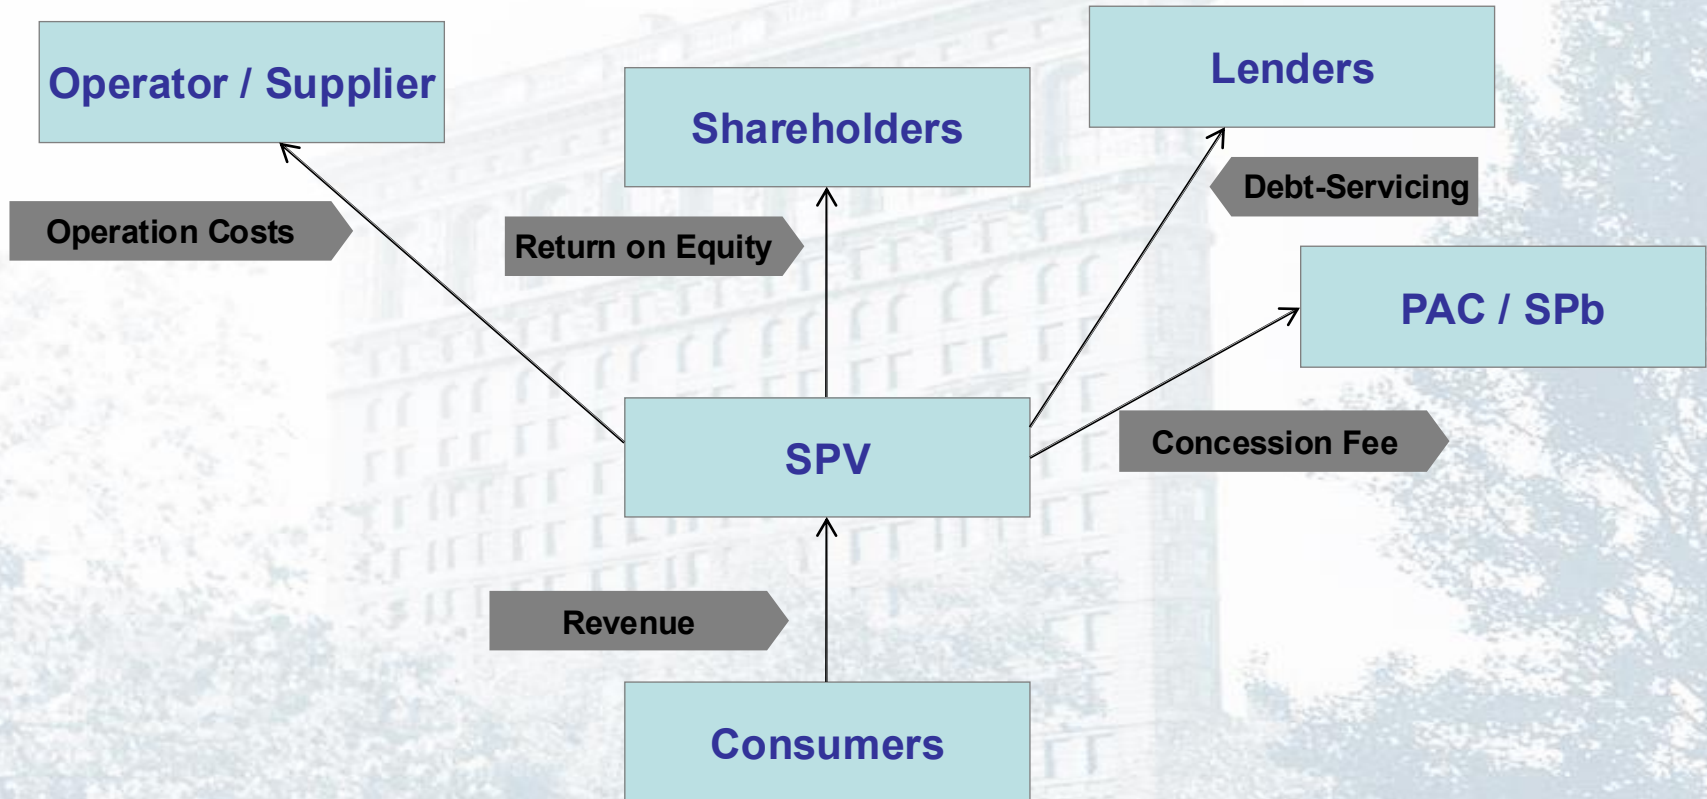 Operator / Supplier
Shareholders
Lenders
Debt-Servicing
Operation Costs
Return on Equity
PAC / SPb
SPV
Concession Fee
Revenue
Consumers